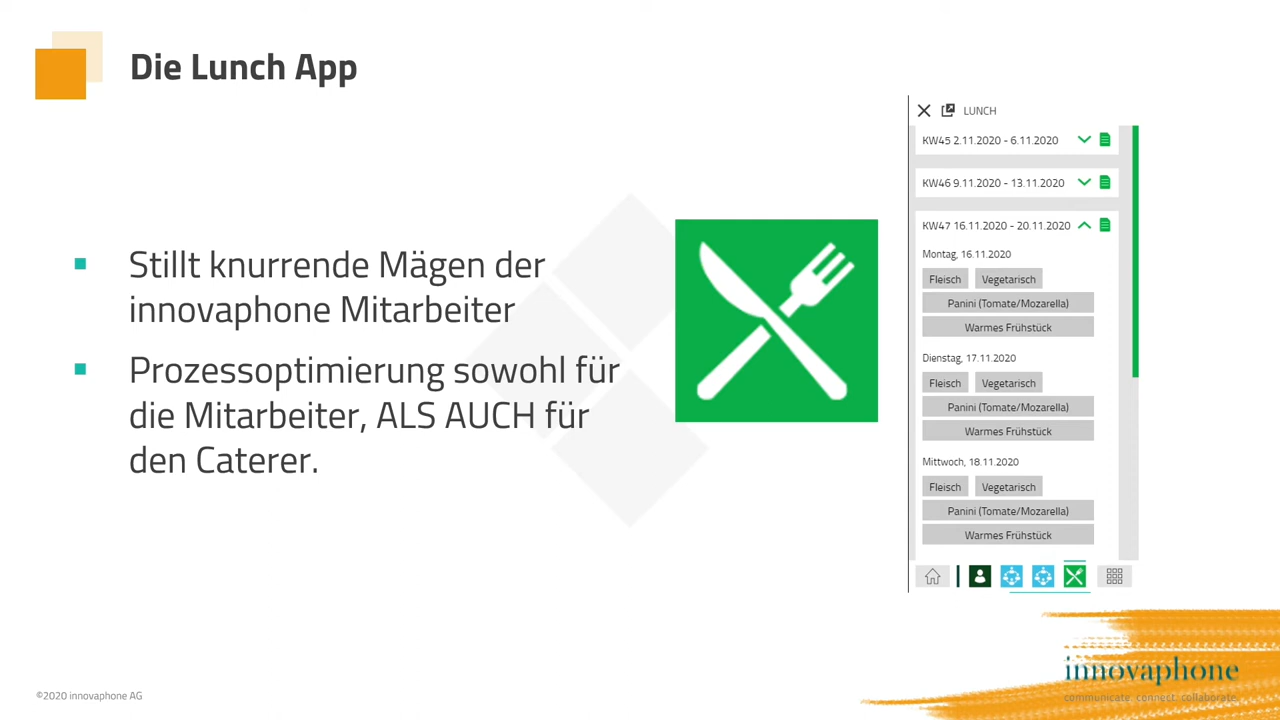 Die Lunch App
Stillt knurrende Mägen der
innovaphone Mitarbeiter
Prozessoptimierung sowohl für
die Mitarbeiter, ALS AUCH für
den Caterer.
LUNCH
KW45 2.11.2020 - 6.11.2020
KW46 9.11.2020 - 13.11.2020
KW47 16.11.2020 - 20.11.2020
Montag, 16.11.2020
Fleisch Vegetarisch
Panini (Tomate/Mozarella)
Warmes Frühstück
Dienstag, 17.11.2020
Fleisch Vegetarisch
Panini (Tomate/Mozarella)
Warmes Frühstück
Mittwoch, 18.11.2020
Fleisch Vegetarisch
Panini (Tomate/Mozarella)
Warmes Frühstück
innovaphone
communicate. connect. collaborate.
©2020 innovaphone AG